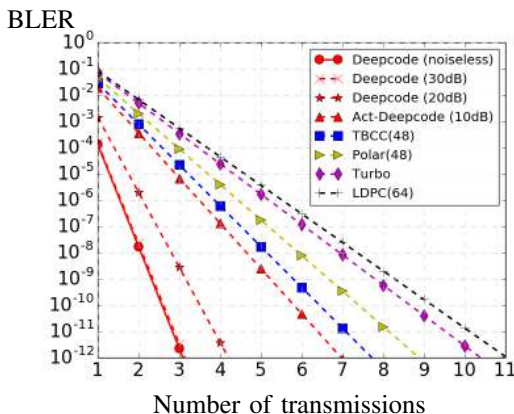 BLER
10^0
10^-1
10^-2
10^-3
10^-4
10^-5
10^-6
10^-7
10^-8
10^-9
10^-10
10^-11
10^-12
Deepcode (noiseless)
Deepcode (30dB)
Deepcode (20dB)
Act-Deepcode (10dB)
TBCC(48)
Polar(48)
Turbo
LDPC(64)
1 2 3 4 5 6 7 8 9 10 11
Number of transmissions